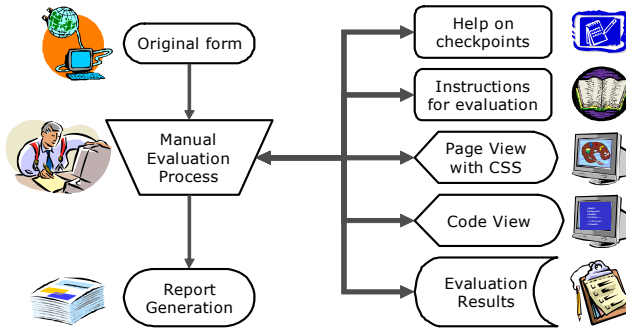 Original form
Manual
Evaluation
Process
Report
Generation
Help on
checkpoints
Instructions
for evaluation
Page View
with CSS
Code View
Evaluation
Results